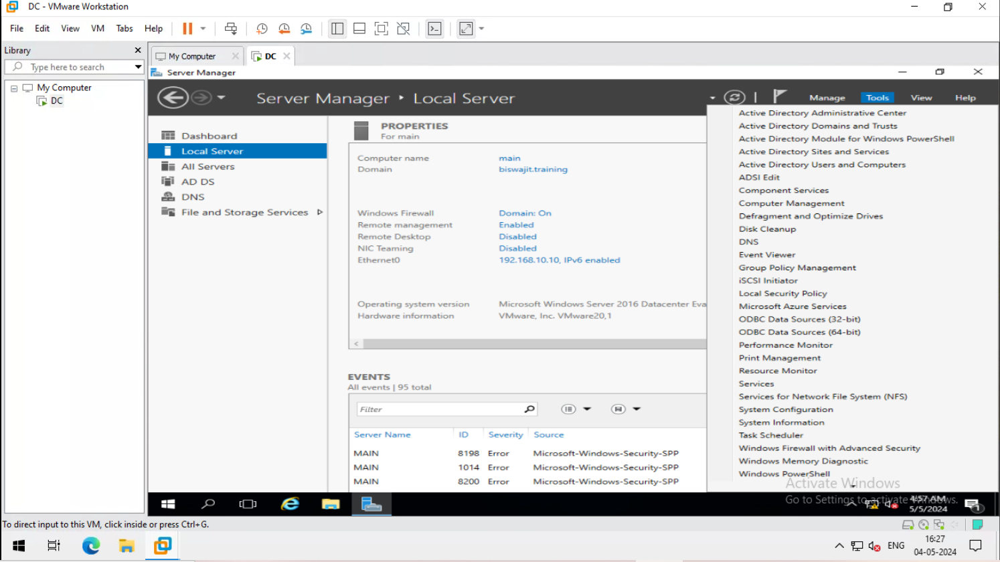 DC - VMware Workstation
File Edit View VM Tabs Help
Library
Type here to search
My Computer
DC
My Computer
DC
Server Manager
Server Manager ‣ Local Server
Manage Tools View Help
Dashboard
Local Server
All Servers
AD DS
DNS
File and Storage Services
PROPERTIES
For main
Computer name main
Domain biswajit.training
Windows Firewall Domain: On
Remote management Enabled
Remote Desktop Disabled
NIC Teaming Disabled
Ethernet0 192.168.10.10, IPv6 enabled
Operating system version Microsoft Windows Server 2016 Datacenter Eva
Hardware information VMware, Inc. VMware20,1
EVENTS
All events | 95 total
Filter
Server Name ID Severity Source
MAIN 8198 Error Microsoft-Windows-Security-SPP
MAIN 1014 Error Microsoft-Windows-Security-SPP
MAIN 8200 Error Microsoft-Windows-Security-SPP
Active Directory Administrative Center
Active Directory Domains and Trusts
Active Directory Module for Windows PowerShell
Active Directory Sites and Services
Active Directory Users and Computers
ADSI Edit
Component Services
Computer Management
Defragment and Optimize Drives
Disk Cleanup
DNS
Event Viewer
Group Policy Management
iSCSI Initiator
Local Security Policy
Microsoft Azure Services
ODBC Data Sources (32-bit)
ODBC Data Sources (64-bit)
Performance Monitor
Print Management
Resource Monitor
Services
Services for Network File System (NFS)
System Configuration
System Information
Task Scheduler
Windows Firewall with Advanced Security
Windows Memory Diagnostic
Windows PowerShell
Activate Windows
Go to Settings to activate Windows.
4:57 AM
5/5/2024
1
To direct input to this VM, click inside or press Ctrl+G.
ENG
16:27
04-05-2024